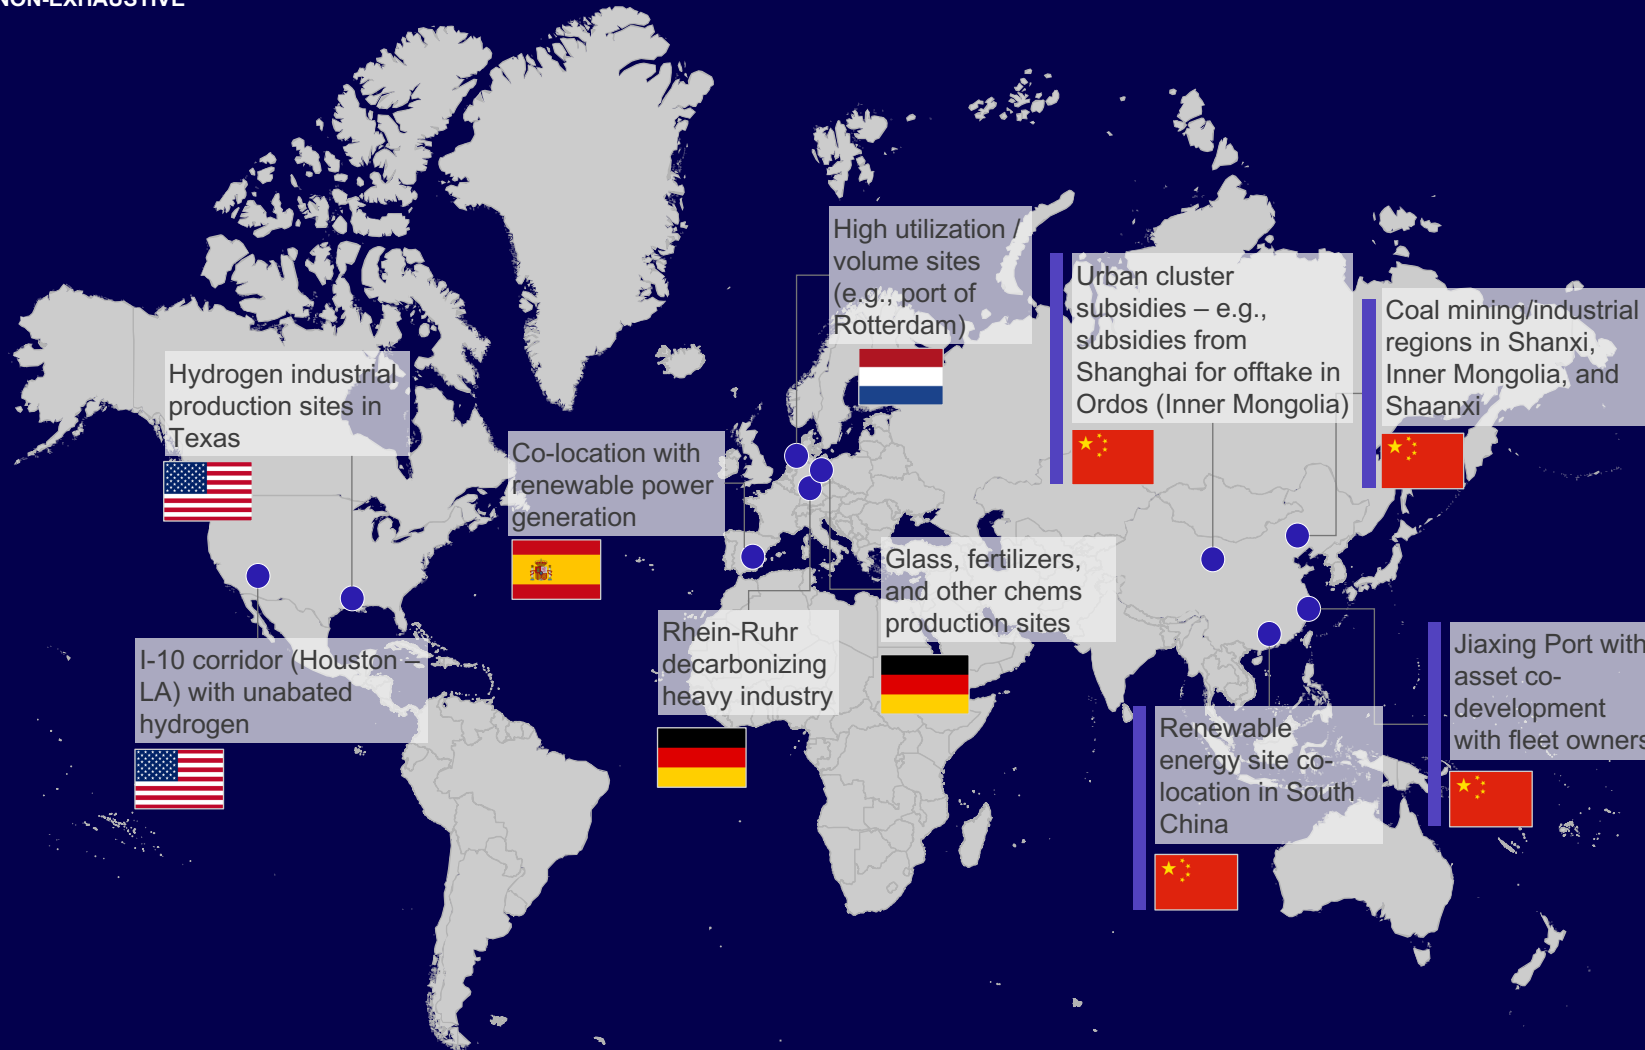 NON-EXHAUSTIVE
High utilization /
volume sites
(e.g., port of
Rotterdam)
Urban cluster
subsidies – e.g.,
subsidies from
Shanghai for offtake in
Ordos (Inner Mongolia)
Coal mining/industrial
regions in Shanxi,
Inner Mongolia, and
Shaanxi
Hydrogen industrial
production sites in
Texas
Co-location with
renewable power
generation
Glass, fertilizers,
and other chems
production sites
Rhein-Ruhr
decarbonizing
heavy industry
I-10 corridor (Houston –
LA) with unabated
hydrogen
Jiaxing Port with
asset co-
development
with fleet owners
Renewable
energy site co-
location in South
China